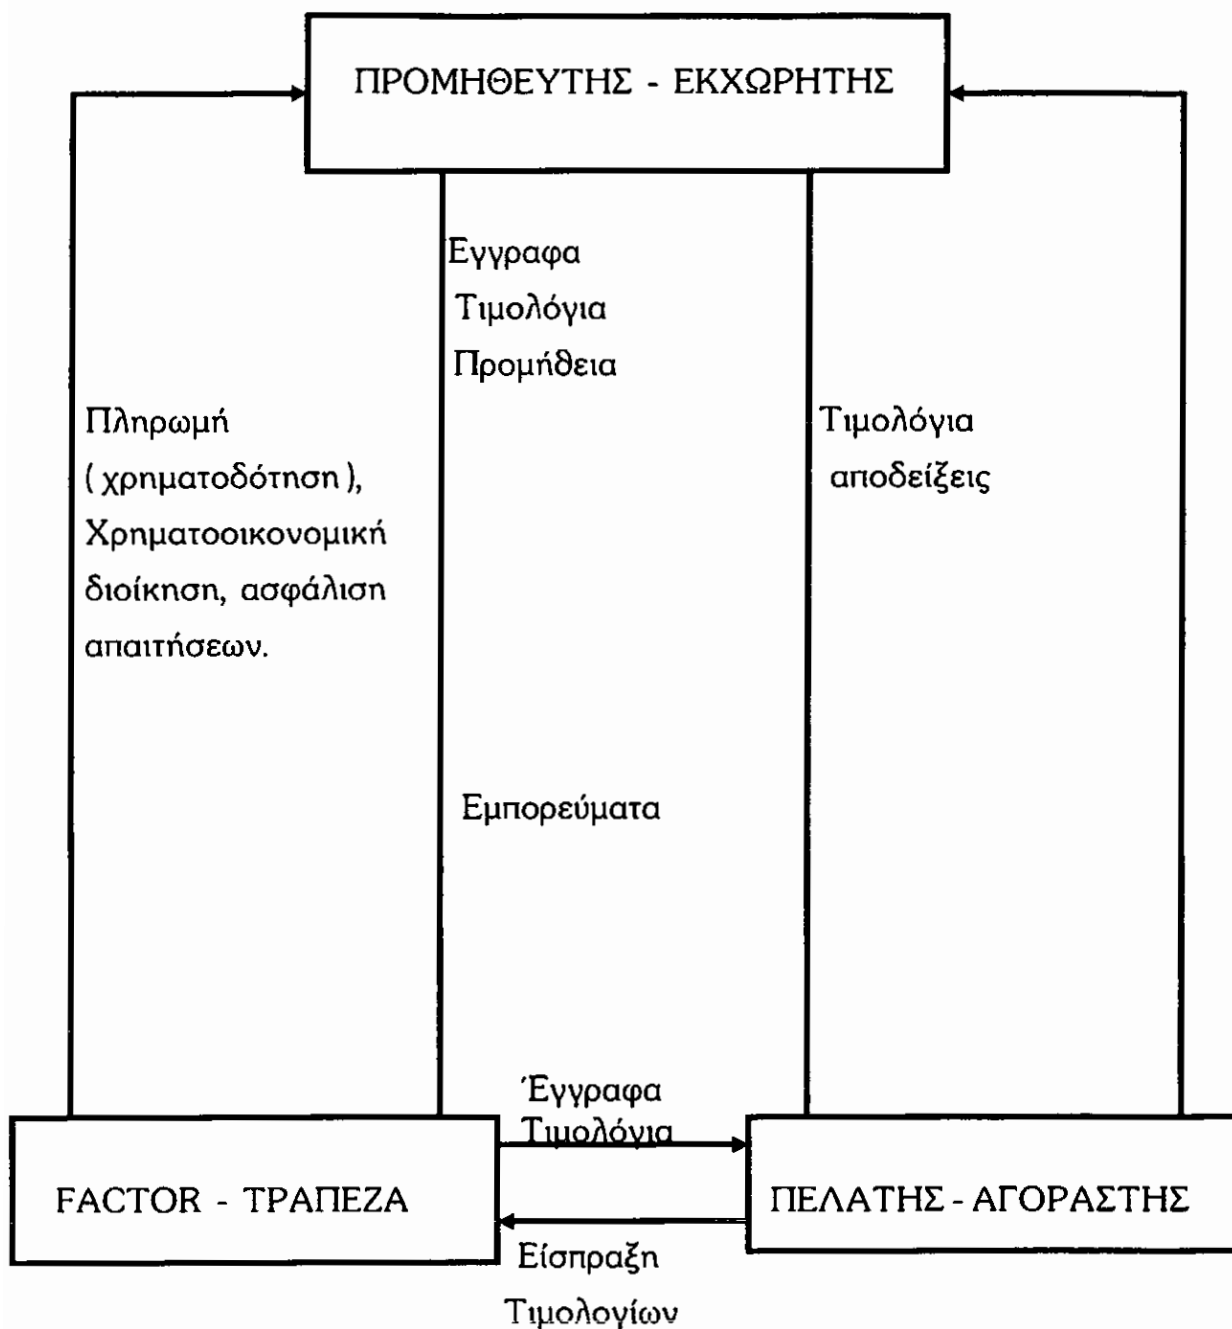 ΠΡΟΜΗΘΕΥΤΗΣ - ΕΚΧΩΡΗΤΗΣ
Εγγραφα
Τιμολόγια
Προμήθεια
Πληρωμή
( χρηματοδότηση ),
Χρηματοοικονομική
διοίκηση, ασφάλιση
απαιτήσεων.
Τιμολόγια
αποδείξεις
Εμπορεύματα
Έγγραφα
Τιμολόγια
FACTOR - ΤΡΑΠΕΖΑ
ΠΕΛΑΤΗΣ - ΑΓΟΡΑΣΤΗΣ
Είσπραξη
Τιμολογίων